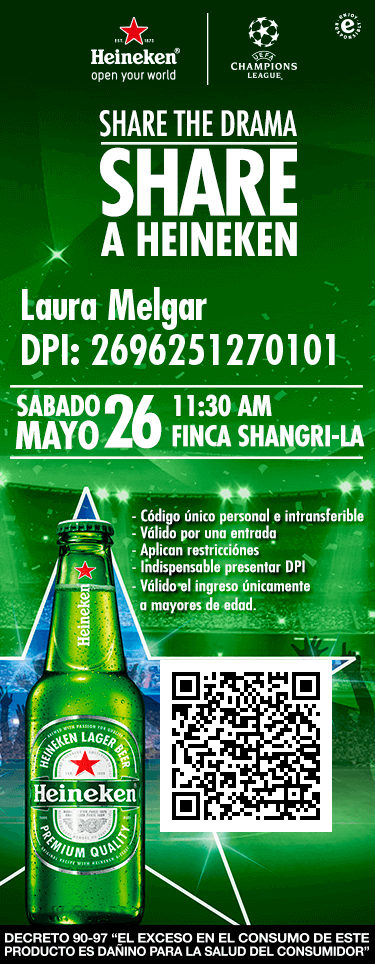 EST. 1873
Heineken®
open your world
UEFA
CHAMPIONS
LEAGUE
ENJOY
RESPONSIBLY
SHARE THE DRAMA
SHARE
A HEINEKEN
Laura Melgar
DPI: 2696251270101
SABADO
MAYO 26
11:30 AM
FINCA SHANGRI-LA
- Código único personal e intransferible
- Válido por una entrada
- Aplican restricciónes
- Indispensable presentar DPI
- Válido el ingreso únicamente
a mayores de edad.
Heineken
HEINEKEN LAGER BEER
Heineken
PREMIUM QUALITY
DECRETO 90-97 “EL EXCESO EN EL CONSUMO DE ESTE
PRODUCTO ES DAÑINO PARA LA SALUD DEL CONSUMIDOR”